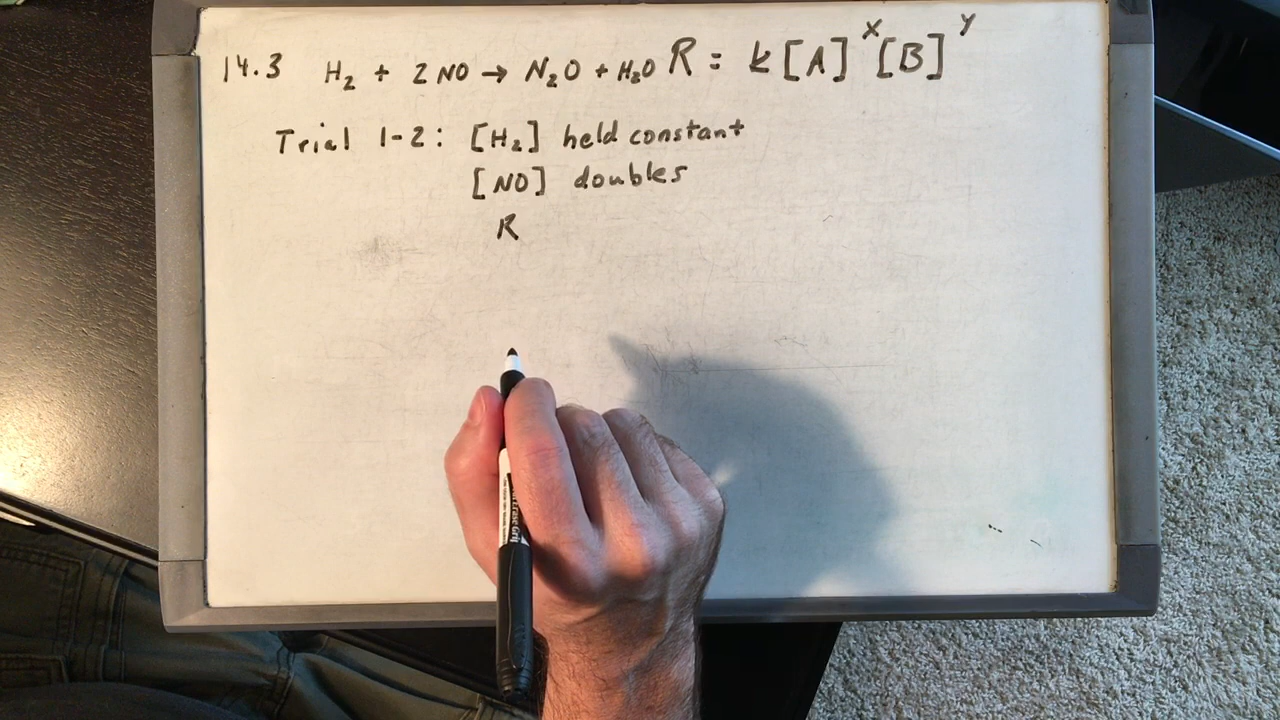 14.3 H₂ + 2NO → N₂O + H₂O R = k[A]ˣ[B]ʸ
Trial 1-2: [H₂] held constant
[NO] doubles
R